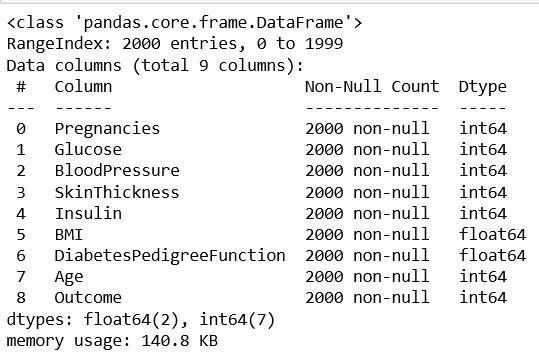 <class 'pandas.core.frame.DataFrame'>
RangeIndex: 2000 entries, 0 to 1999
Data columns (total 9 columns):
 #   Column                    Non-Null Count  Dtype
---  ------                    --------------  -----
 0   Pregnancies               2000 non-null   int64
 1   Glucose                   2000 non-null   int64
 2   BloodPressure             2000 non-null   int64
 3   SkinThickness             2000 non-null   int64
 4   Insulin                   2000 non-null   int64
 5   BMI                       2000 non-null   float64
 6   DiabetesPedigreeFunction  2000 non-null   float64
 7   Age                       2000 non-null   int64
 8   Outcome                   2000 non-null   int64
dtypes: float64(2), int64(7)
memory usage: 140.8 KB